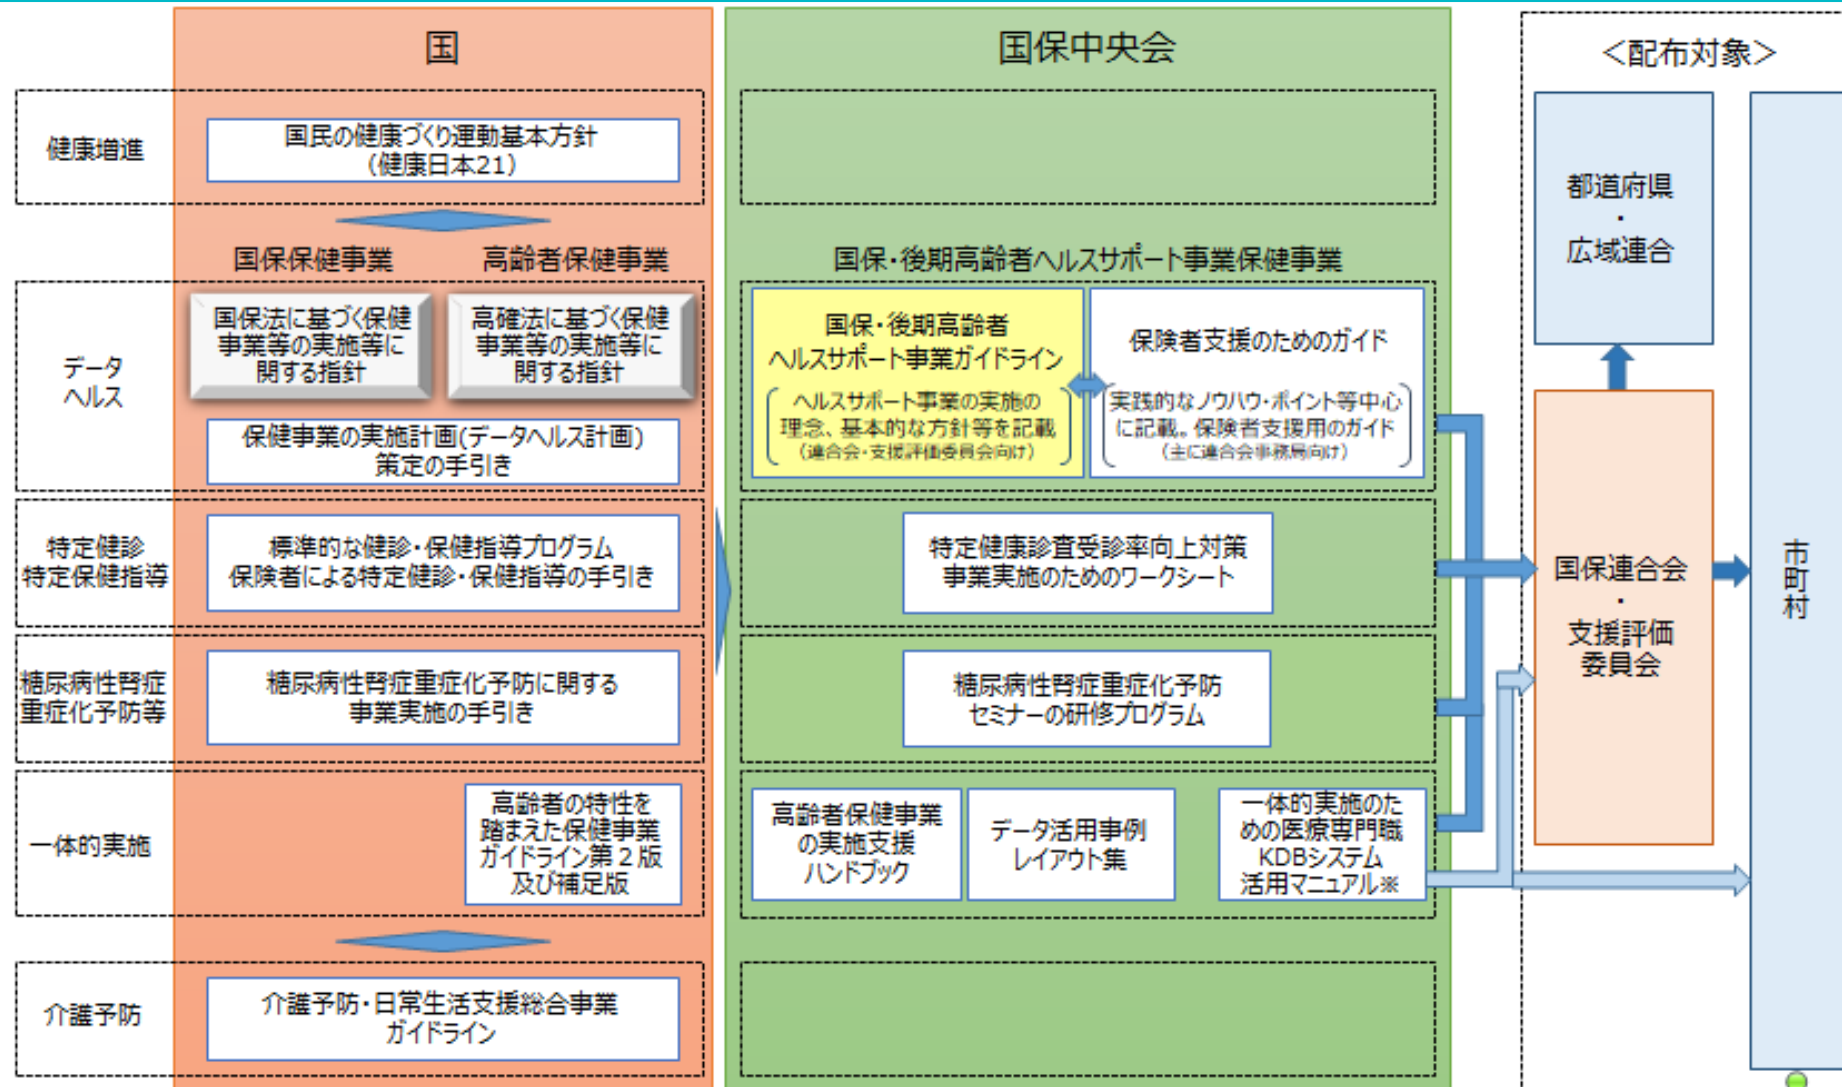 国
国保中央会
<配布対象>
健康増進
国民の健康づくり運動基本方針
(健康日本21)
都道府県
・
広域連合
国保保健事業
高齢者保健事業
国保・後期高齢者ヘルスサポート事業保健事業
データ
ヘルス
国保法に基づく保健
事業等の実施等に
関する指針
高確法に基づく保健
事業等の実施等に
関する指針
保健事業の実施計画(データヘルス計画)
策定の手引き
国保・後期高齢者
ヘルスサポート事業ガイドライン
ヘルスサポート事業の実施の
理念、基本的な方針等を記載
(連合会・支援評価委員会向け)
保険者支援のためのガイド
実践的なノウハウ・ポイント等中心
に記載。保険者支援用のガイド
(主に連合会事務局向け)
特定健診
特定保健指導
標準的な健診・保健指導プログラム
保険者による特定健診・保健指導の手引き
特定健康診査受診率向上対策
事業実施のためのワークシート
国保連合会
・
支援評価
委員会
市町村
糖尿病性腎症
重症化予防等
糖尿病性腎症重症化予防に関する
事業実施の手引き
糖尿病性腎症重症化予防
セミナーの研修プログラム
一体的実施
高齢者の特性を
踏まえた保健事業
ガイドライン第2版
及び補足版
高齢者保健事業
の実施支援
ハンドブック
データ活用事例
レイアウト集
一体的実施のた
めの医療専門職
KDBシステム
活用マニュアル※
介護予防
介護予防・日常生活支援総合事業
ガイドライン